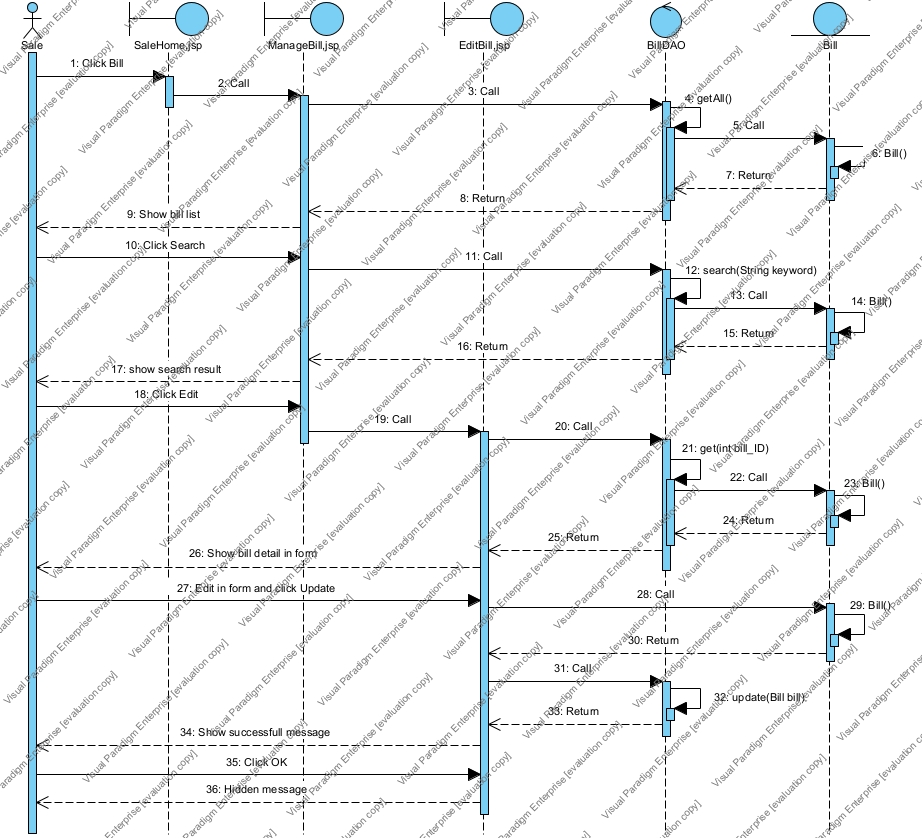 Sale
SaleHome.jsp
ManageBill.jsp
EditBill.jsp
BillDAO
Bill
1: Click Bill
2: Call
3: Call
4: getAll()
5: Call
6: Bill()
7: Return
8: Return
9: Show bill list
10: Click Search
11: Call
12: search(String keyword)
13: Call
14: Bill()
15: Return
16: Return
17: show search result
18: Click Edit
19: Call
20: Call
21: get(int bill_ID)
22: Call
23: Bill()
24: Return
25: Return
26: Show bill detail in form
27: Edit in form and click Update
28: Call
29: Bill()
30: Return
31: Call
32: update(Bill bill)
33: Return
34: Show successfull message
35: Click OK
36: Hidden message
Visual Paradigm Enterprise [evaluation copy]